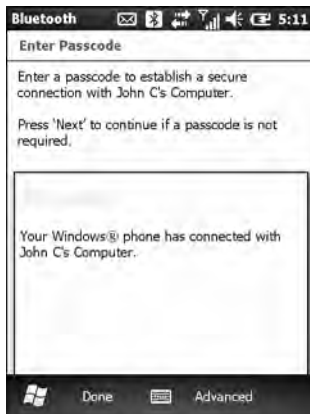 Bluetooth 5:11
Enter Passcode
Enter a passcode to establish a secure
connection with John C's Computer.
Press 'Next' to continue if a passcode is not
required.
Your Windows® phone has connected with
John C's Computer.
Done Advanced